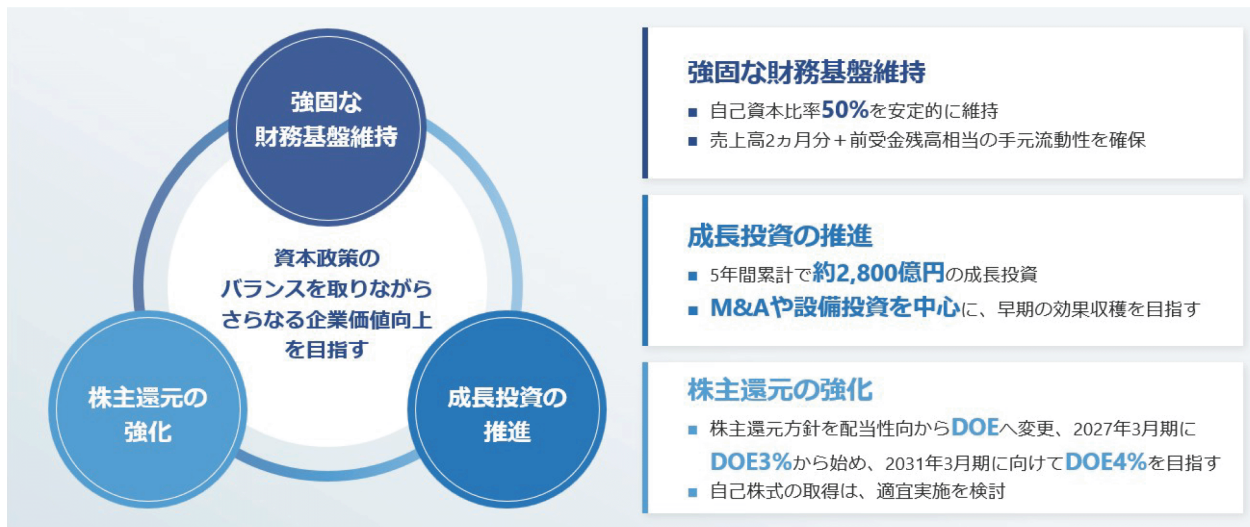 強固な
財務基盤維持
資本政策の
バランスを取りながら
さらなる企業価値向上
を目指す
株主還元の
強化
成長投資の
推進
強固な財務基盤維持
■ 自己資本比率50%を安定的に維持
■ 売上高2ヵ月分＋前受金残高相当の手元流動性を確保
成長投資の推進
■ 5年間累計で約2,800億円の成長投資
■ M&Aや設備投資を中心に、早期の効果収穫を目指す
株主還元の強化
■ 株主還元方針を配当性向からDOEへ変更、2027年3月期に
DOE3%から始め、2031年3月期に向けてDOE4%を目指す
■ 自己株式の取得は、適宜実施を検討